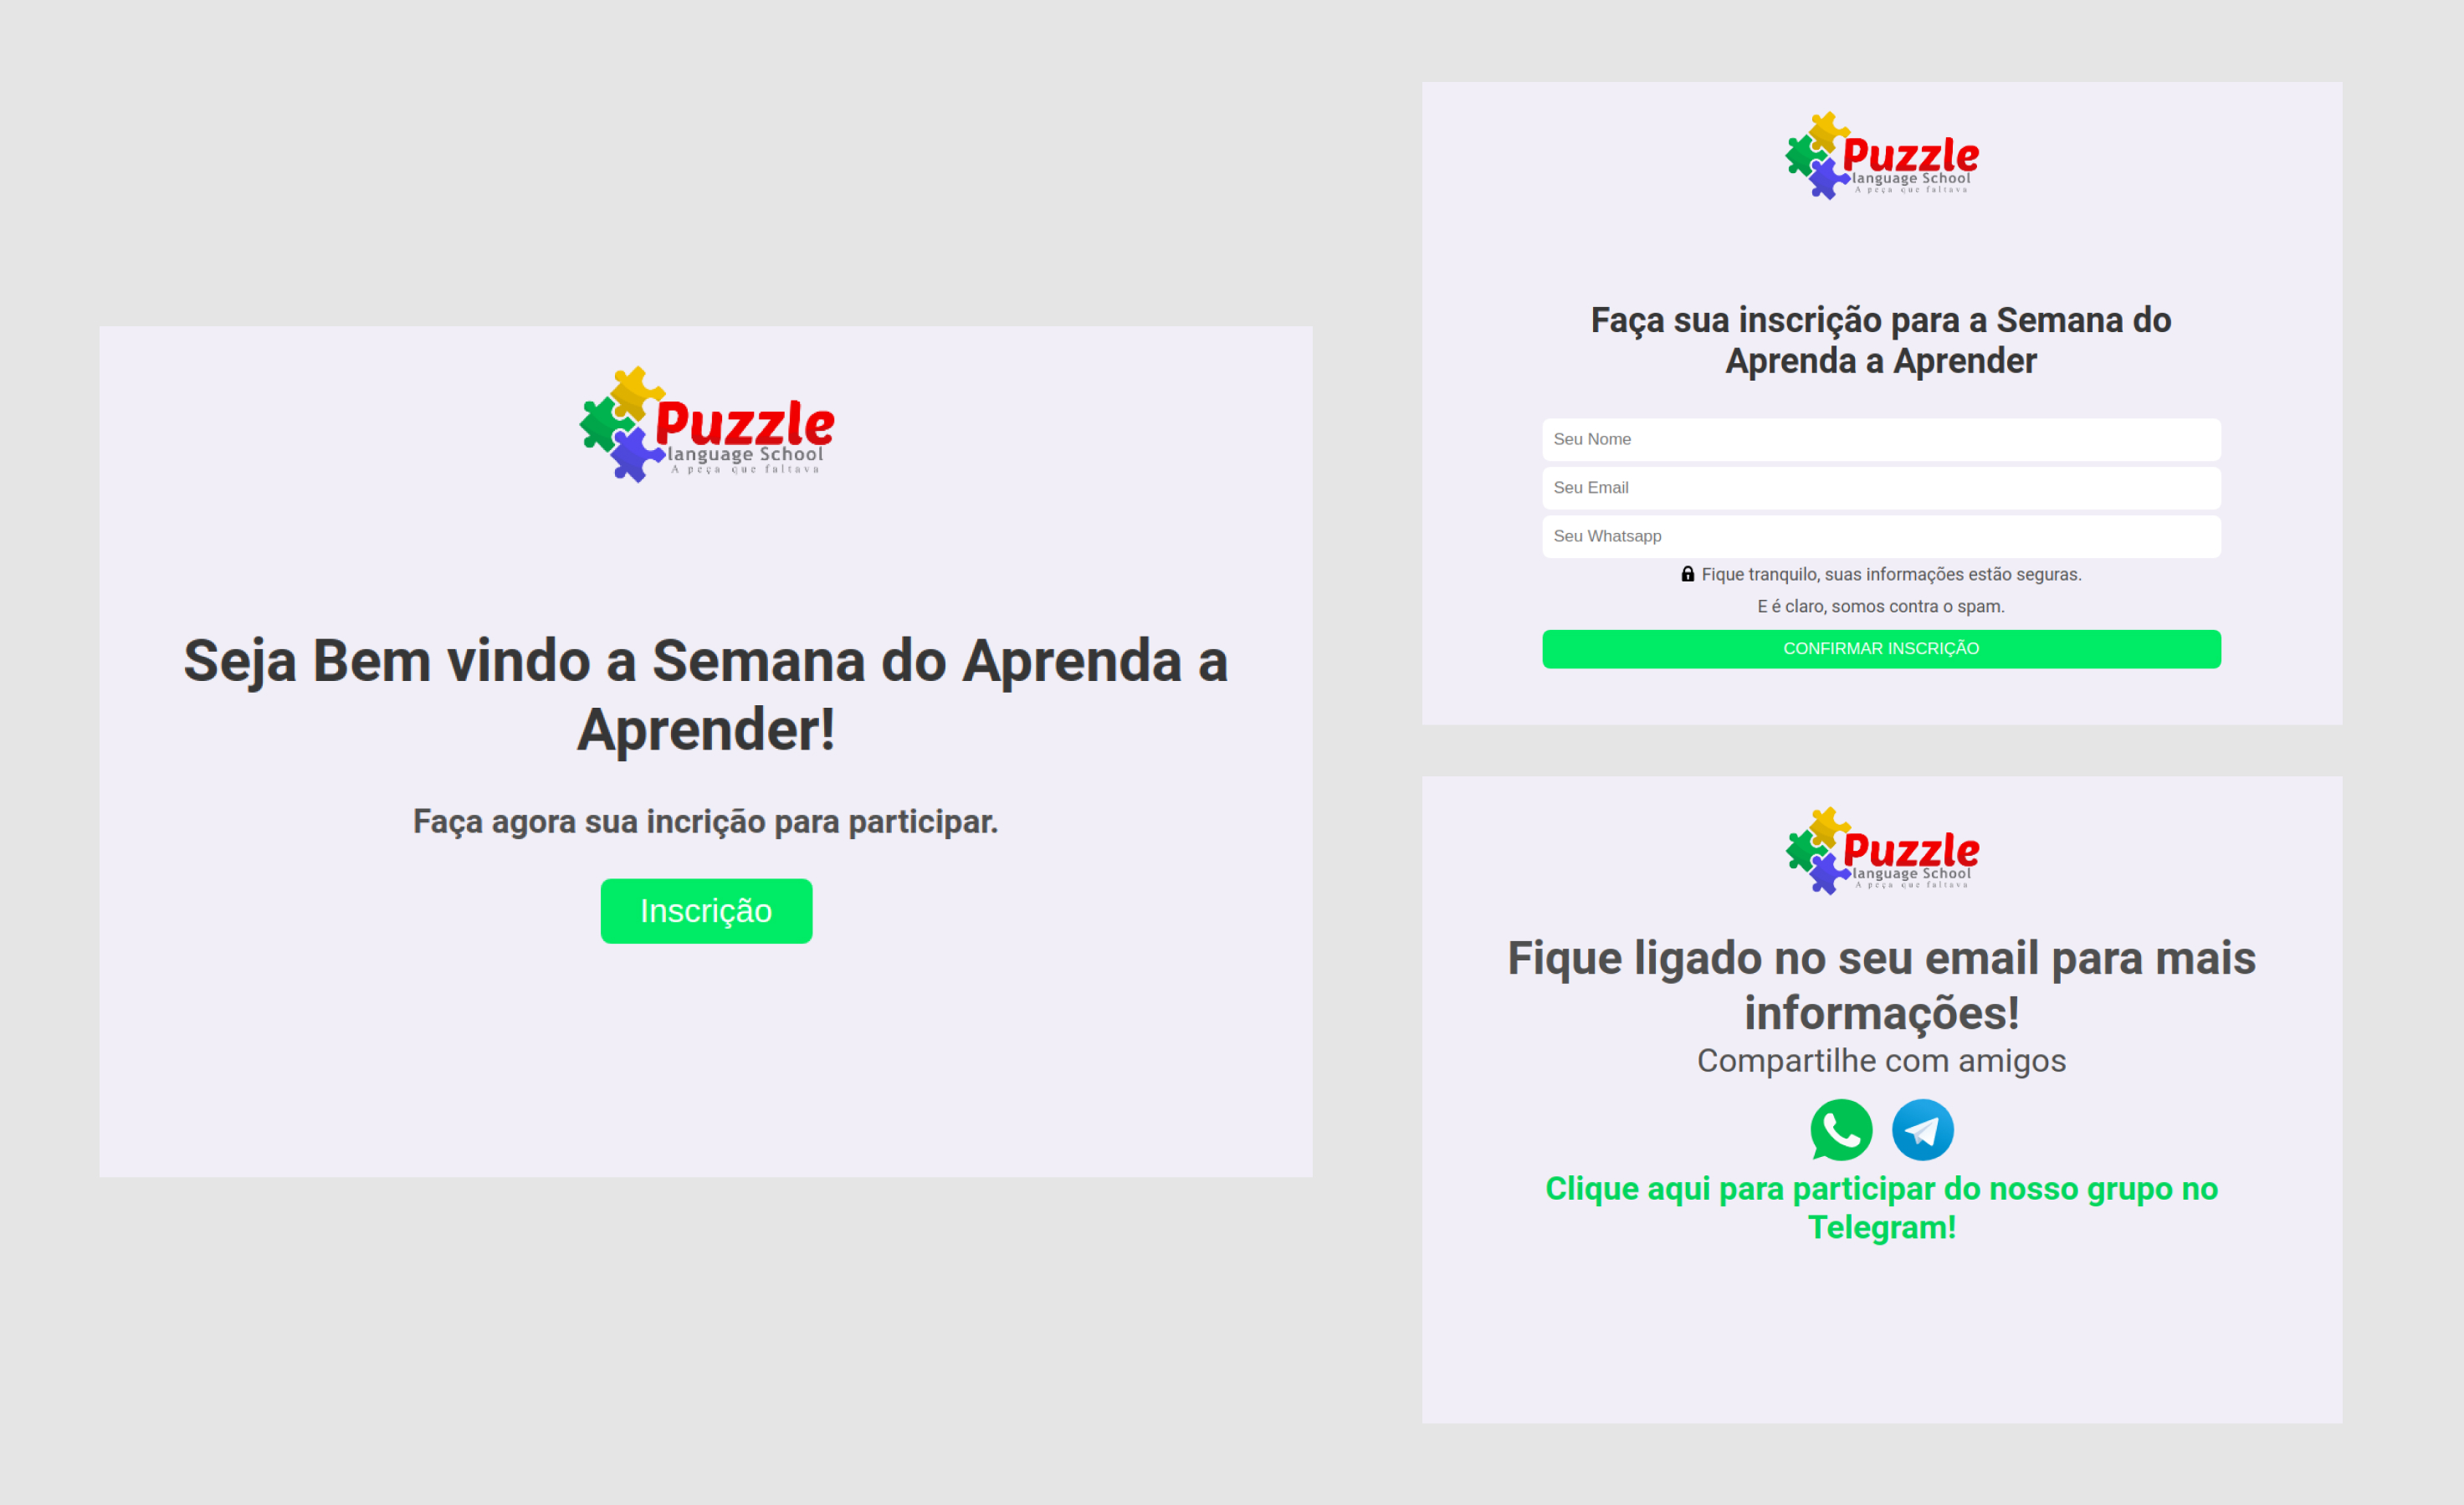 Puzzle
language School
A peça que faltava
Seja Bem vindo a Semana do Aprenda a
Aprender!
Faça agora sua incrição para participar.
Inscrição
Puzzle
language School
A peça que faltava
Faça sua inscrição para a Semana do
Aprenda a Aprender
Seu Nome
Seu Email
Seu Whatsapp
Fique tranquilo, suas informações estão seguras.
E é claro, somos contra o spam.
CONFIRMAR INSCRIÇÃO
Puzzle
language School
A peça que faltava
Fique ligado no seu email para mais
informações!
Compartilhe com amigos
Clique aqui para participar do nosso grupo no
Telegram!